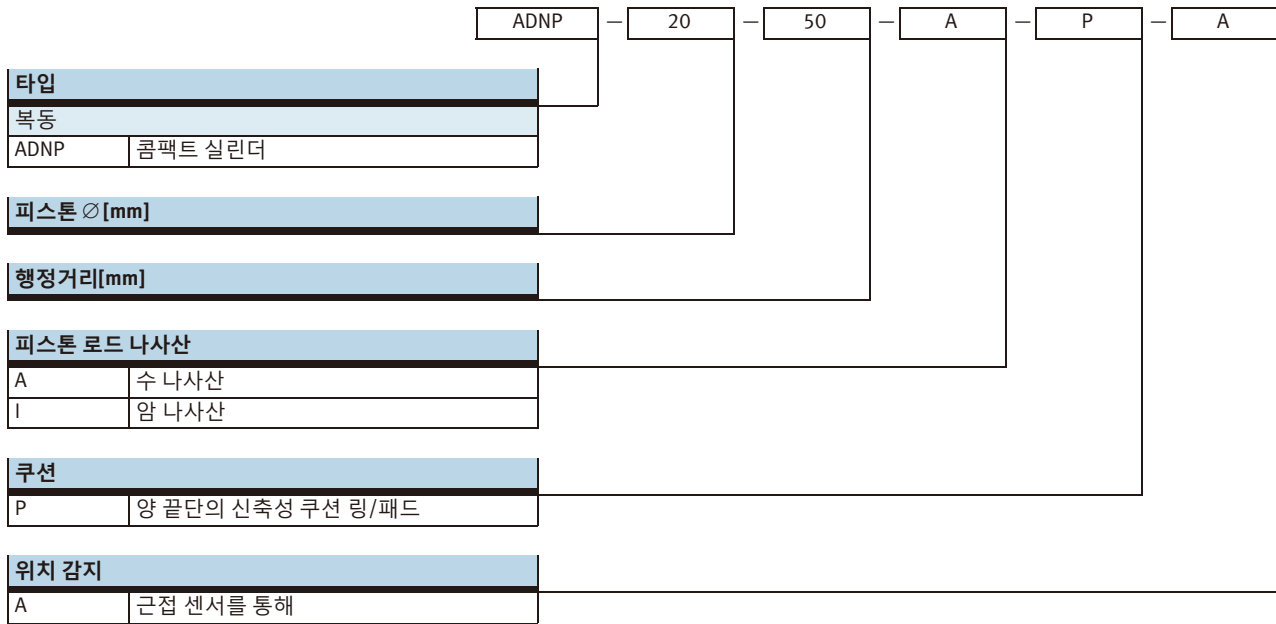 ADNP — 20 — 50 — A — P — A
타입
복동
ADNP 콤팩트 실린더
피스톤 ∅ [mm]
행정거리[mm]
피스톤 로드 나사산
A 수 나사산
I 암 나사산
쿠션
P 양 끝단의 신축성 쿠션 링/패드
위치 감지
A 근접 센서를 통해